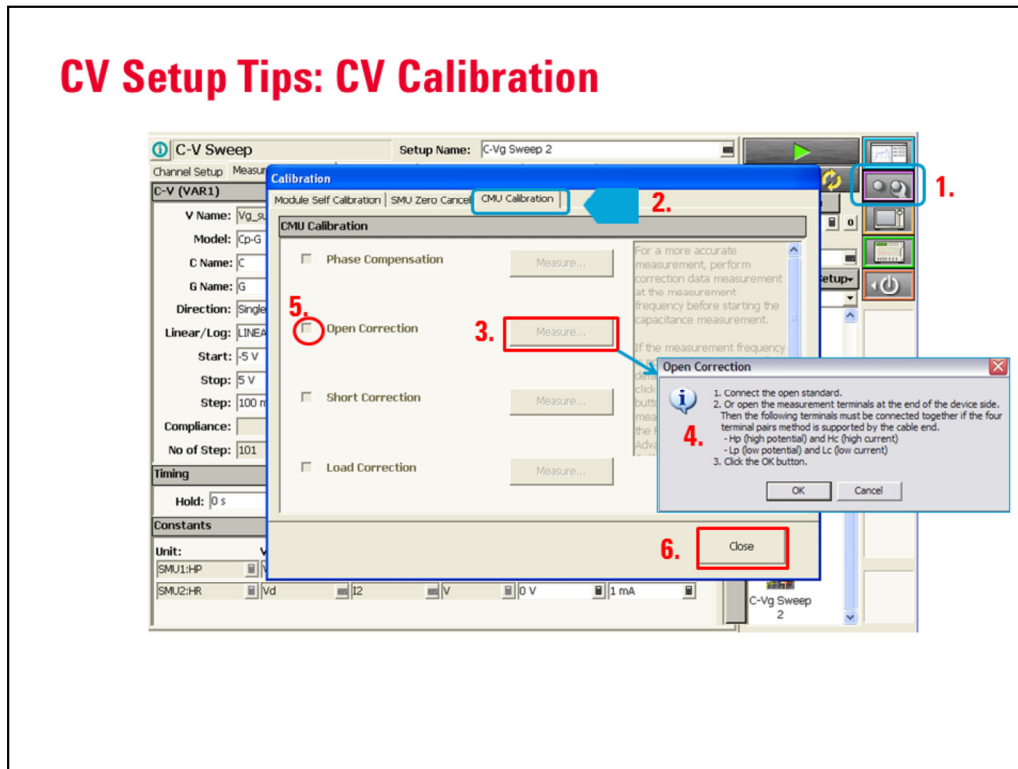 CV Setup Tips: CV Calibration
C-V Sweep
Setup Name: C-Vg Sweep 2
Channel Setup
C-V (VAR1)
V Name:
Model: Cp-G
C Name: C
G Name: G
Direction: Single
Linear/Log:
Start: -5 V
Stop: 5 V
Step:
Compliance:
No of Step: 101
Timing
Hold: 0 s
Constants
Unit:
SMU1:HP
SMU2:HR Vd I2 V 0 V 1 mA
Calibration
Module Self Calibration SMU Zero Cancel CMU Calibration
2.
1.
CMU Calibration
Phase Compensation Measure...
5.
Open Correction
3.
Measure...
Short Correction Measure...
Load Correction Measure...
For a more accurate
measurement, perform
correction data measurement
at the measurement
frequency before starting the
capacitance measurement.
If the measurement frequency
Open Correction
1. Connect the open standard.
2. Or open the measurement terminals at the end of the device side.
Then the following terminals must be connected together if the four
terminal pairs method is supported by the cable end.
- Hp (high potential) and Hc (high current)
- Lp (low potential) and Lc (low current)
3. Click the OK button.
4.
OK Cancel
6.
Close
C-Vg Sweep
2